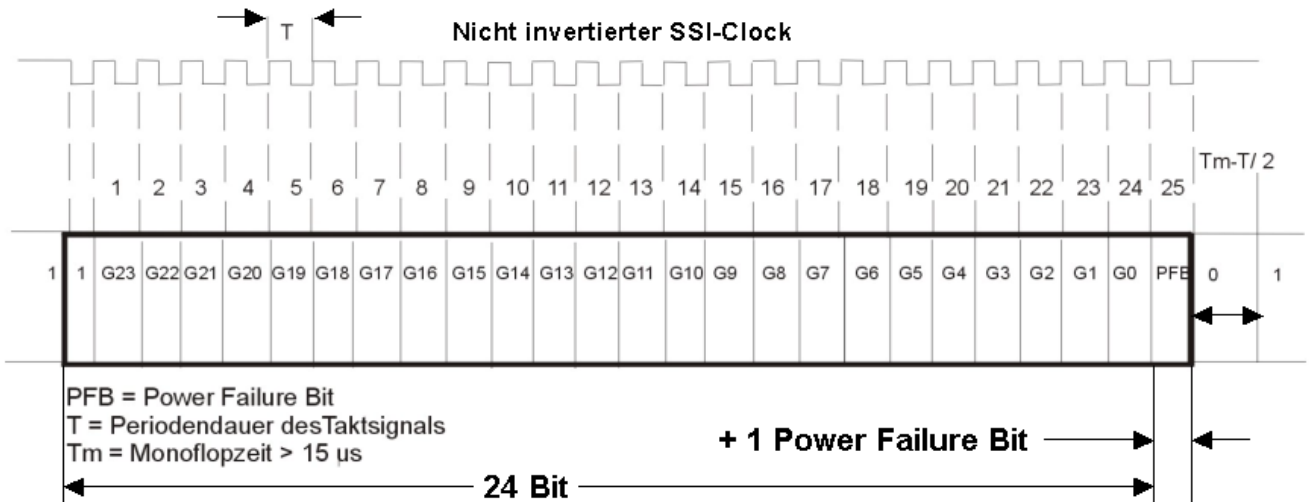 T Nicht invertierter SSI-Clock
Tm-T/ 2
1 2 3 4 5 6 7 8 9 10 11 12 13 14 15 16 17 18 19 20 21 22 23 24 25
1 1 G23 G22 G21 G20 G19 G18 G17 G16 G15 G14 G13 G12 G11 G10 G9 G8 G7 G6 G5 G4 G3 G2 G1 G0 PFB 0 1
PFB = Power Failure Bit
T = Periodendauer desTaktsignals
Tm = Monoflopzeit > 15 µs
+ 1 Power Failure Bit
24 Bit